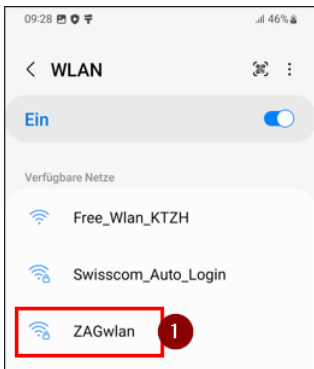 09:28 46%
< WLAN
Ein
Verfügbare Netze
Free_Wlan_KTZH
Swisscom_Auto_Login
ZAGwlan 1